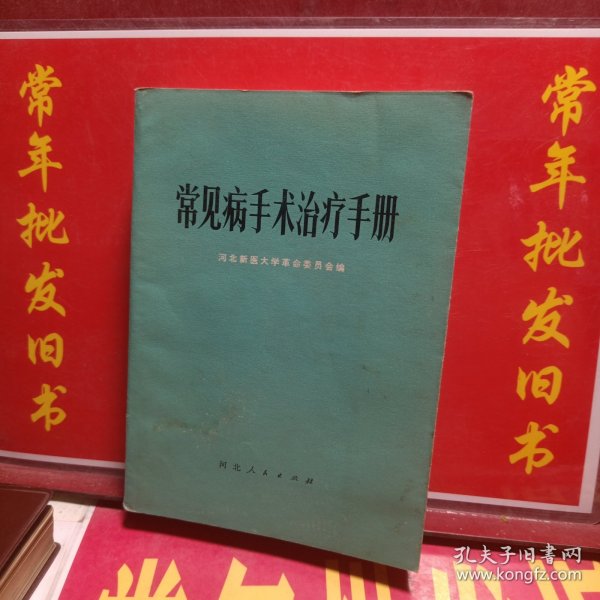 常年批发旧书
常见病手术治疗手册
河北新医大学革命委员会编
河北人民出版社
常年批发旧书
孔夫子旧书网
www.kongfz.com